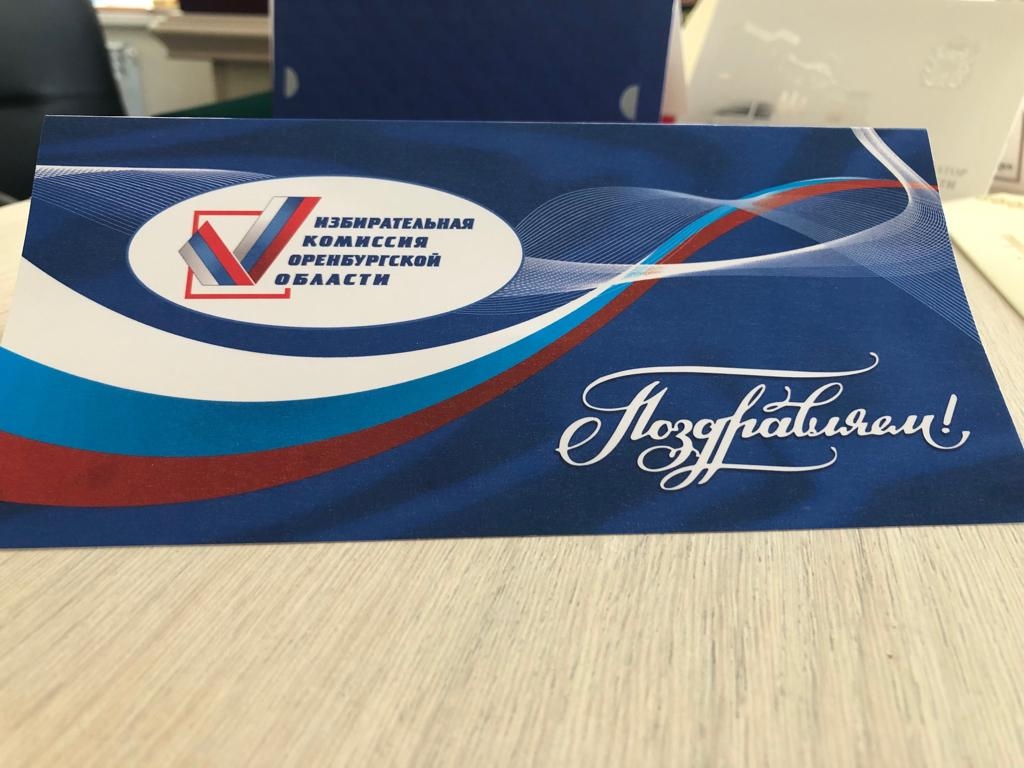 ИЗБИРАТЕЛЬНАЯ
КОМИССИЯ
ОРЕНБУРГСКОЙ
ОБЛАСТИ
Поздравляем!